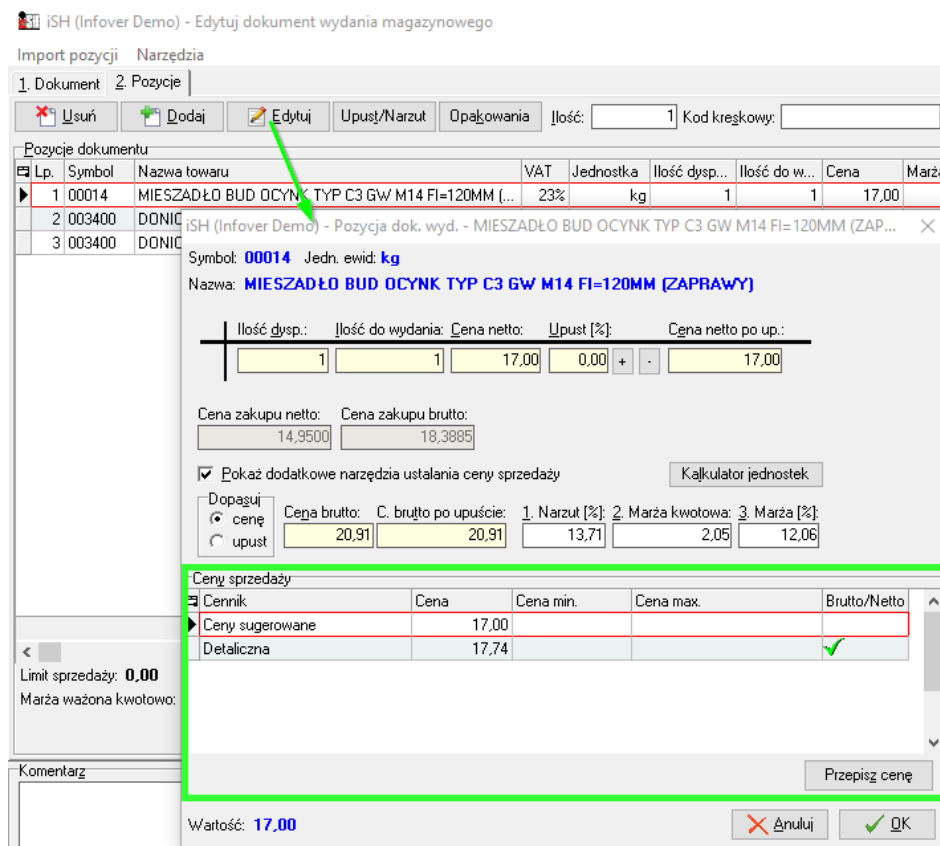 iSH (Infover Demo) - Edytuj dokument wydania magazynowego
Import pozycji Narzędzia
1. Dokument 2. Pozycje
Usuń Dodaj Edytuj Upust/Narzut Opakowania Ilość: 1 Kod kreskowy:
Pozycje dokumentu
Lp. Symbol Nazwa towaru VAT Jednostka Ilość dysp... Ilość do w... Cena Marża
1 00014 MIESZADŁO BUD OCYNK TYP C3 GW M14 FI=120MM (... 23% kg 1 1 17,00
2 003400 DONIC
3 003400 DONIC
iSH (Infover Demo) - Pozycja dok. wyd. - MIESZADŁO BUD OCYNK TYP C3 GW M14 FI=120MM (ZAP...
Symbol: 00014 Jedn. ewid: kg
Nazwa: MIESZADŁO BUD OCYNK TYP C3 GW M14 FI=120MM (ZAPRAWY)
Ilość dysp.: Ilość do wydania: Cena netto: Upust [%]: Cena netto po up.:
1 1 17,00 0,00 + - 17,00
Cena zakupu netto: Cena zakupu brutto:
14,9500 18,3885
Pokaż dodatkowe narzędzia ustalania ceny sprzedaży Kalkulator jednostek
Dopasuj
cenę
upust
Cena brutto: C. brutto po upuście: 1. Narzut [%]: 2. Marża kwotowa: 3. Marża [%]:
20,91 20,91 13,71 2,05 12,06
Ceny sprzedaży
Cennik Cena Cena min. Cena max. Brutto/Netto
Ceny sugerowane 17,00
Detaliczna 17,74
Przepisz cenę
Limit sprzedaży: 0,00
Marża ważona kwotowo:
Komentarz
Wartość: 17,00 Anuluj OK